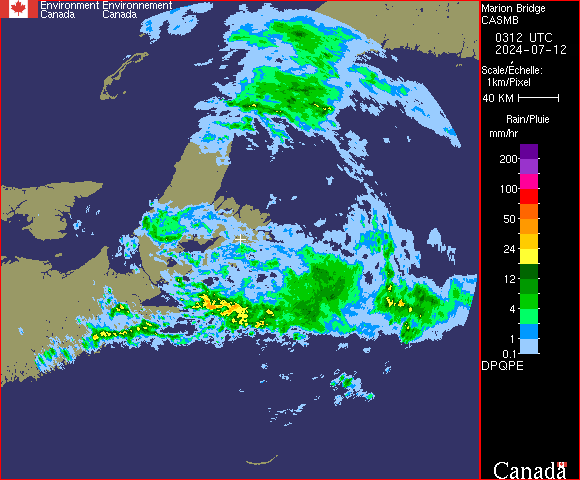 Environment Environnement
Canada Canada
Marion Bridge
CASMB
0312 UTC
2024-07-12
Scale/Échelle:
1km/Pixel
40 KM
Rain/Pluie
mm/hr
200
100
50
24
12
4
1
0.1
DPQPE
Canada